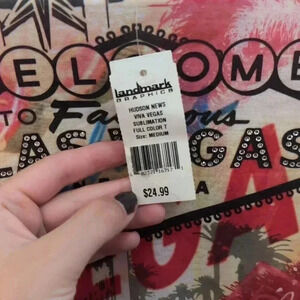 WELCOME
TO Fabulous
LAS VEGAS
Landmark
GRAPHICS
HUDSON NEWS
VIVA VEGAS
SUBLIMATION
FULL COLOR T
Size: MEDIUM
$24.99